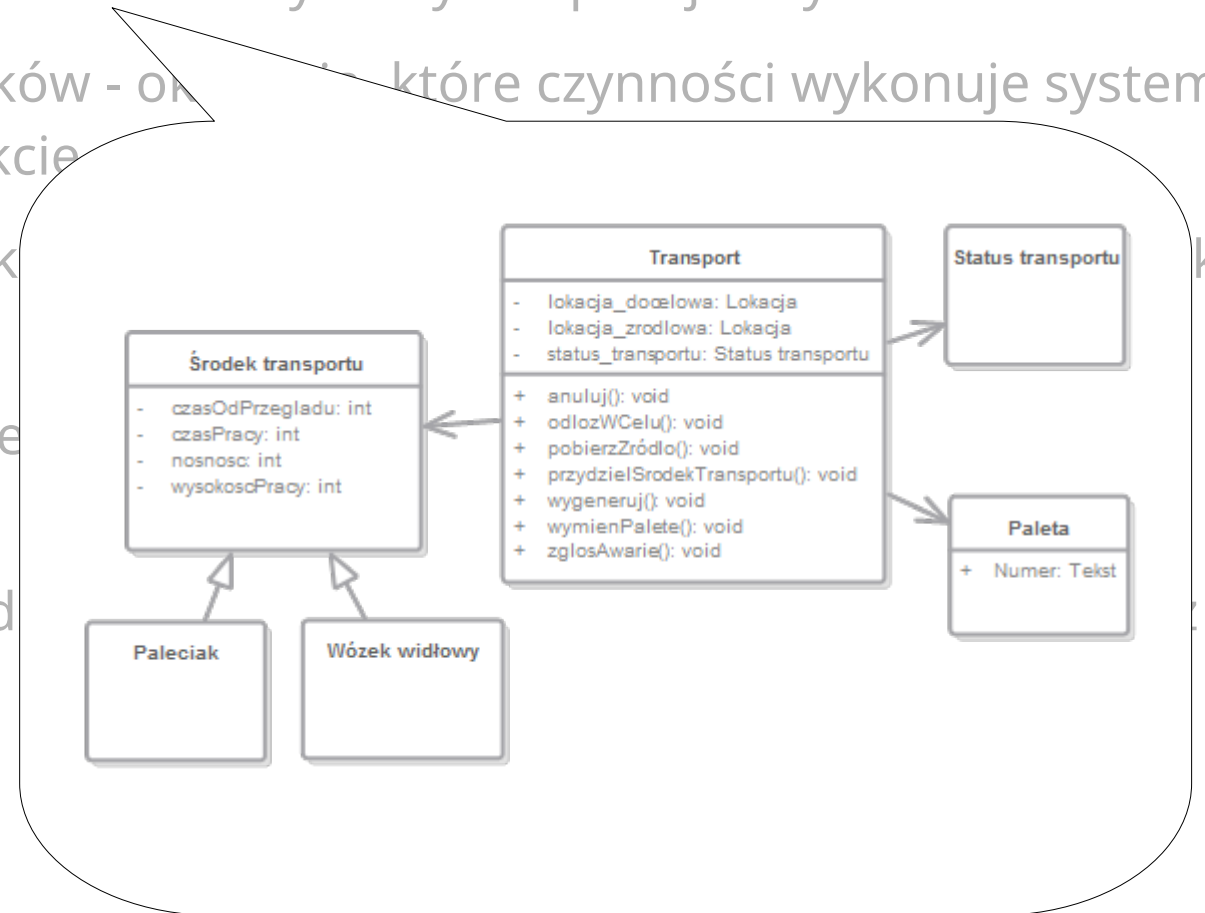 ków - ok
które czynności wykonuje system
kcie
Transport
- lokacja_docelowa: Lokacja
- lokacja_zrodlowa: Lokacja
- status_transportu: Status transportu
+ anuluj(): void
+ odlozWCelu(): void
+ pobierzZródlo(): void
+ przydzielSrodekTransportu(): void
+ wygeneruj(): void
+ wymienPalete(): void
+ zglosAwarie(): void
Status transportu
Środek transportu
- czasOdPrzegladu: int
- czasPracy: int
- nosnosc: int
- wysokoscPracy: int
Paleta
+ Numer: Tekst
Paleciak
Wózek widłowy